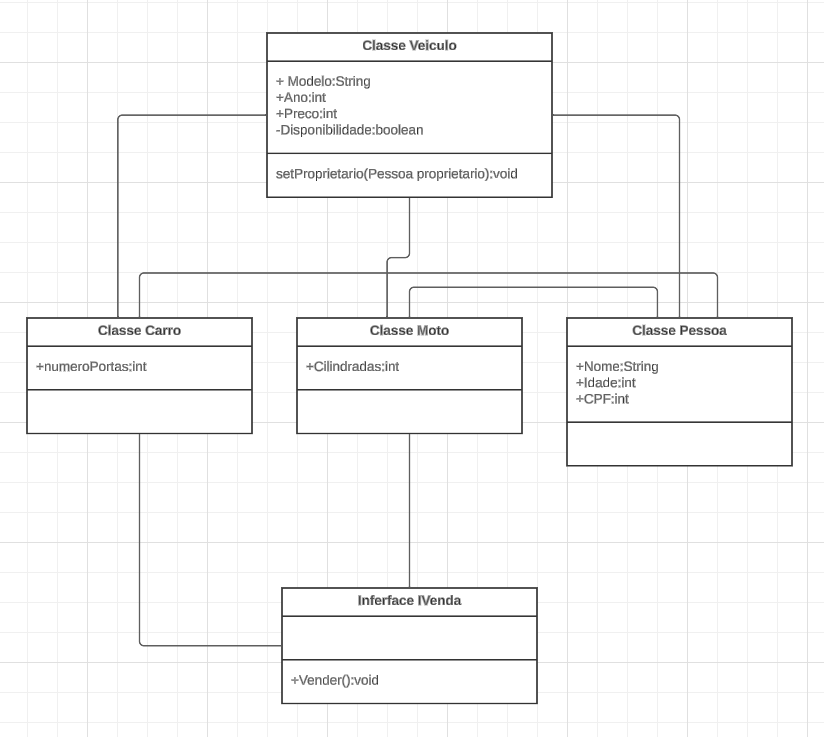 Classe Veiculo
+ Modelo:String
+Ano:int
+Preco:int
-Disponibilidade:boolean
setProprietario(Pessoa proprietario):void
Classe Carro
+numeroPortas:int
Classe Moto
+Cilindradas:int
Classe Pessoa
+Nome:String
+Idade:int
+CPF:int
Inferface IVenda
+Vender():void